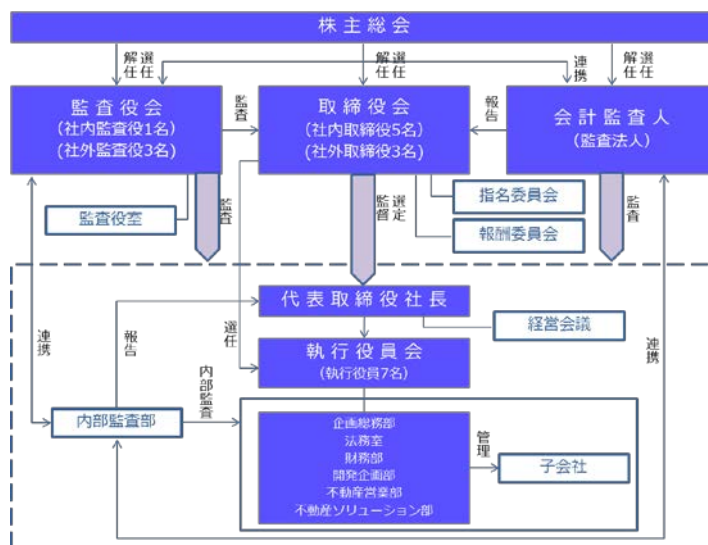 株主総会
選任
解任
選任
解任
連携
選任
解任
監査役会
(社内監査役1名)
(社外監査役3名)
監査
取締役会
(社内取締役5名)
(社外取締役3名)
報告
会計監査人
(監査法人)
監査役室
監査
選定
監督
指名委員会
報酬委員会
監査
代表取締役社長
経営会議
連携
報告
選任
執行役員会
(執行役員7名)
連携
内部監査部
内部監査
企画総務部
法務室
財務部
開発企画部
不動産営業部
不動産ソリューション部
管理
子会社